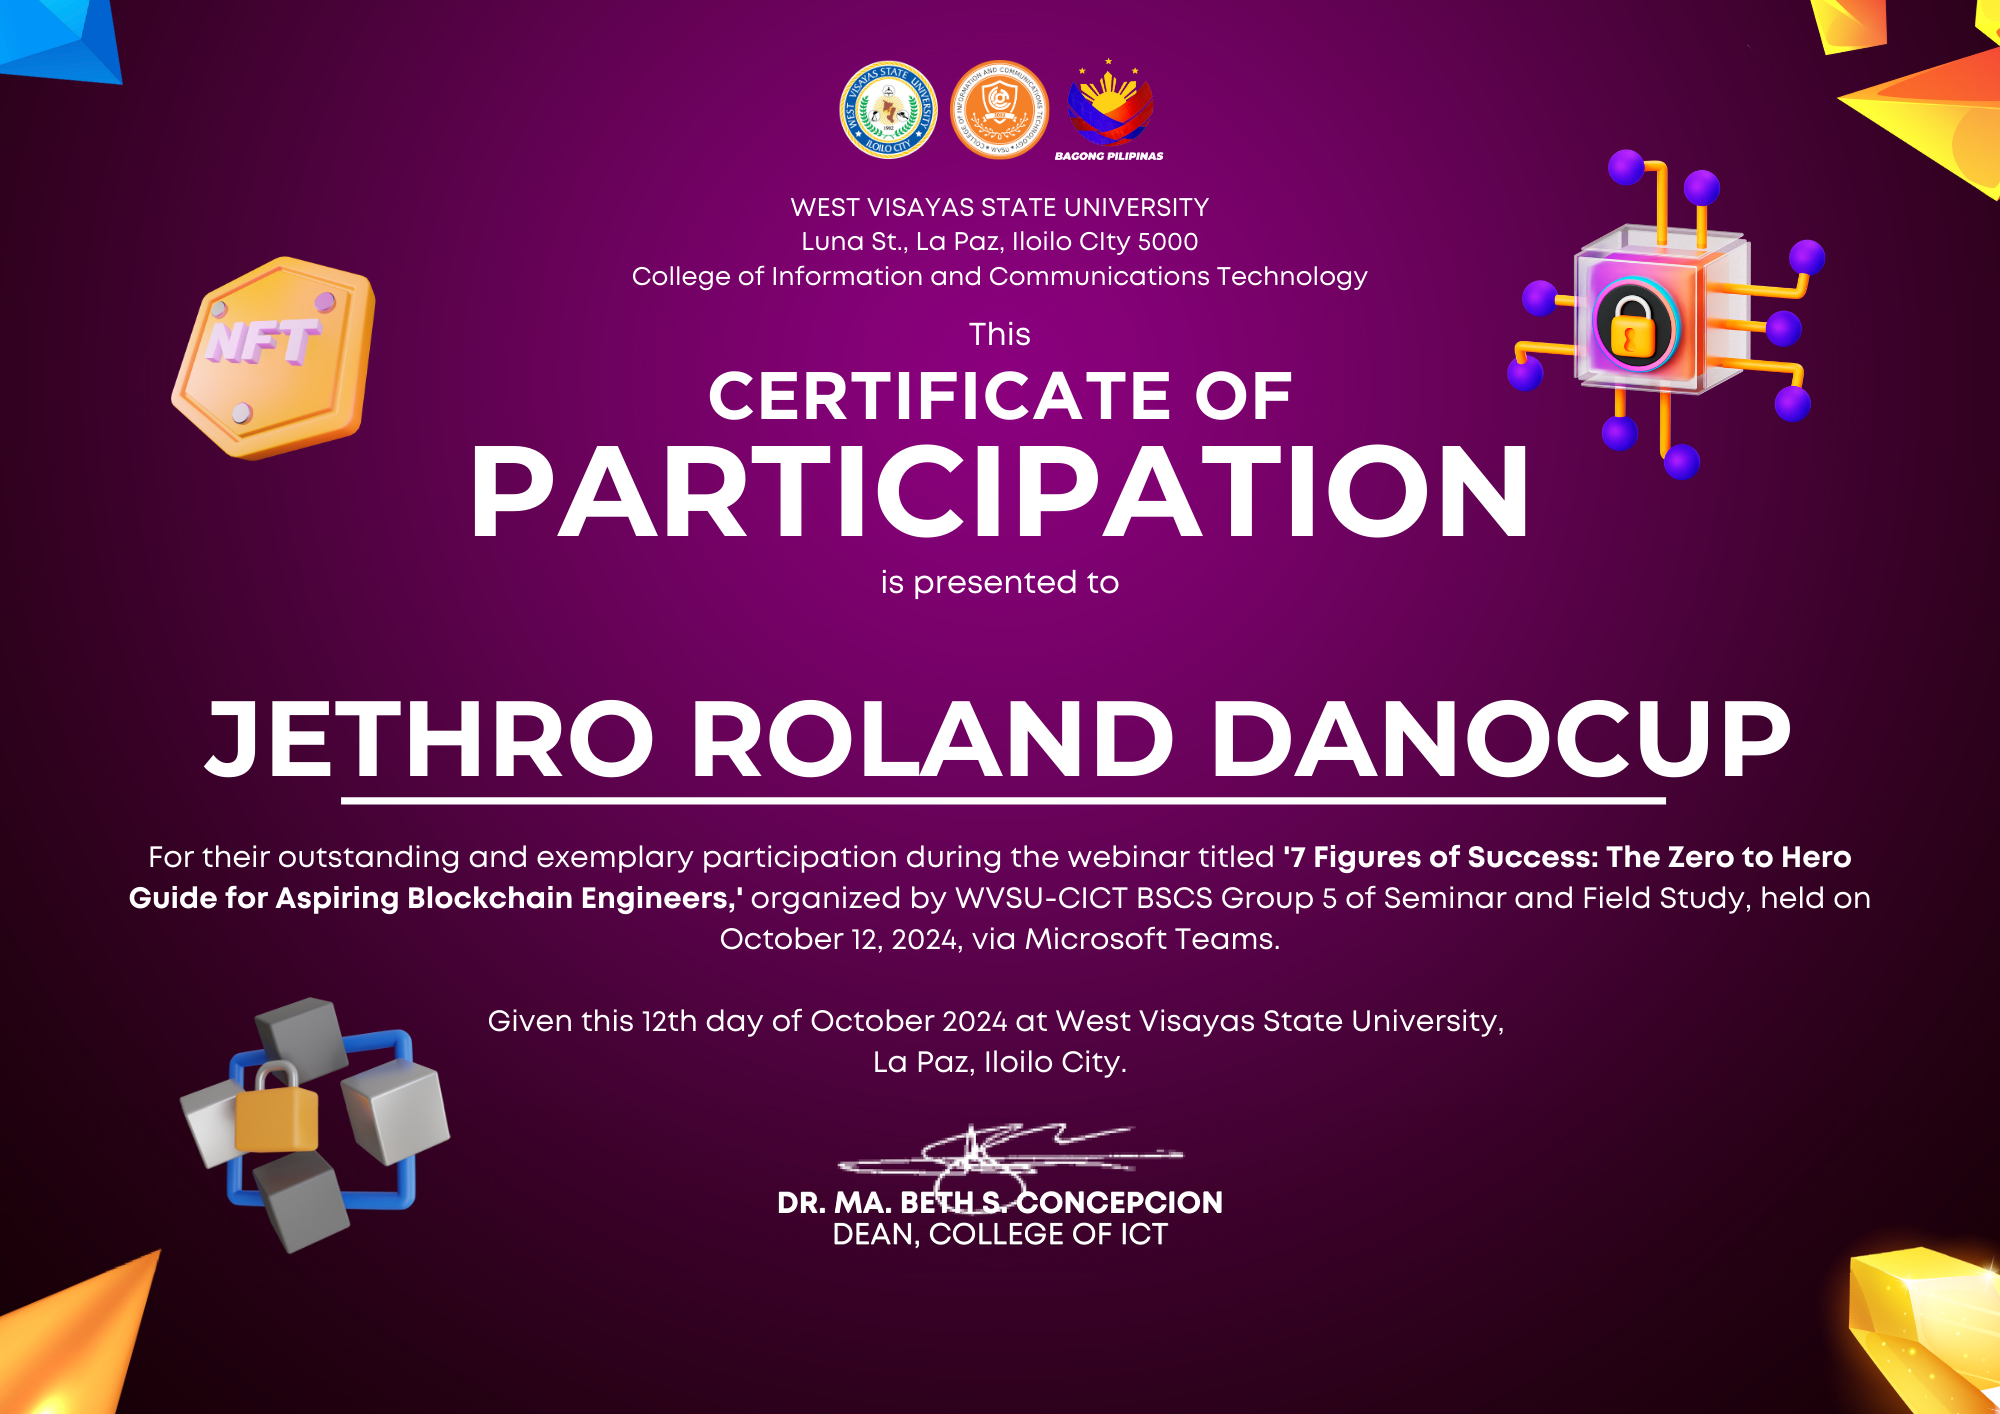 WEST VISAYAS STATE UNIVERSITY
ILOILO CITY
1902
COLLEGE OF INFORMATION AND COMMUNICATIONS TECHNOLOGY
WVSU
BAGONG PILIPINAS
WEST VISAYAS STATE UNIVERSITY
Luna St., La Paz, Iloilo CIty 5000
College of Information and Communications Technology
This
NFT
CERTIFICATE OF
PARTICIPATION
is presented to
JETHRO ROLAND DANOCUP
For their outstanding and exemplary participation during the webinar titled '7 Figures of Success: The Zero to Hero
Guide for Aspiring Blockchain Engineers,' organized by WVSU-CICT BSCS Group 5 of Seminar and Field Study, held on
October 12, 2024, via Microsoft Teams.
Given this 12th day of October 2024 at West Visayas State University,
La Paz, Iloilo City.
DR. MA. BETH S. CONCEPCION
DEAN, COLLEGE OF ICT